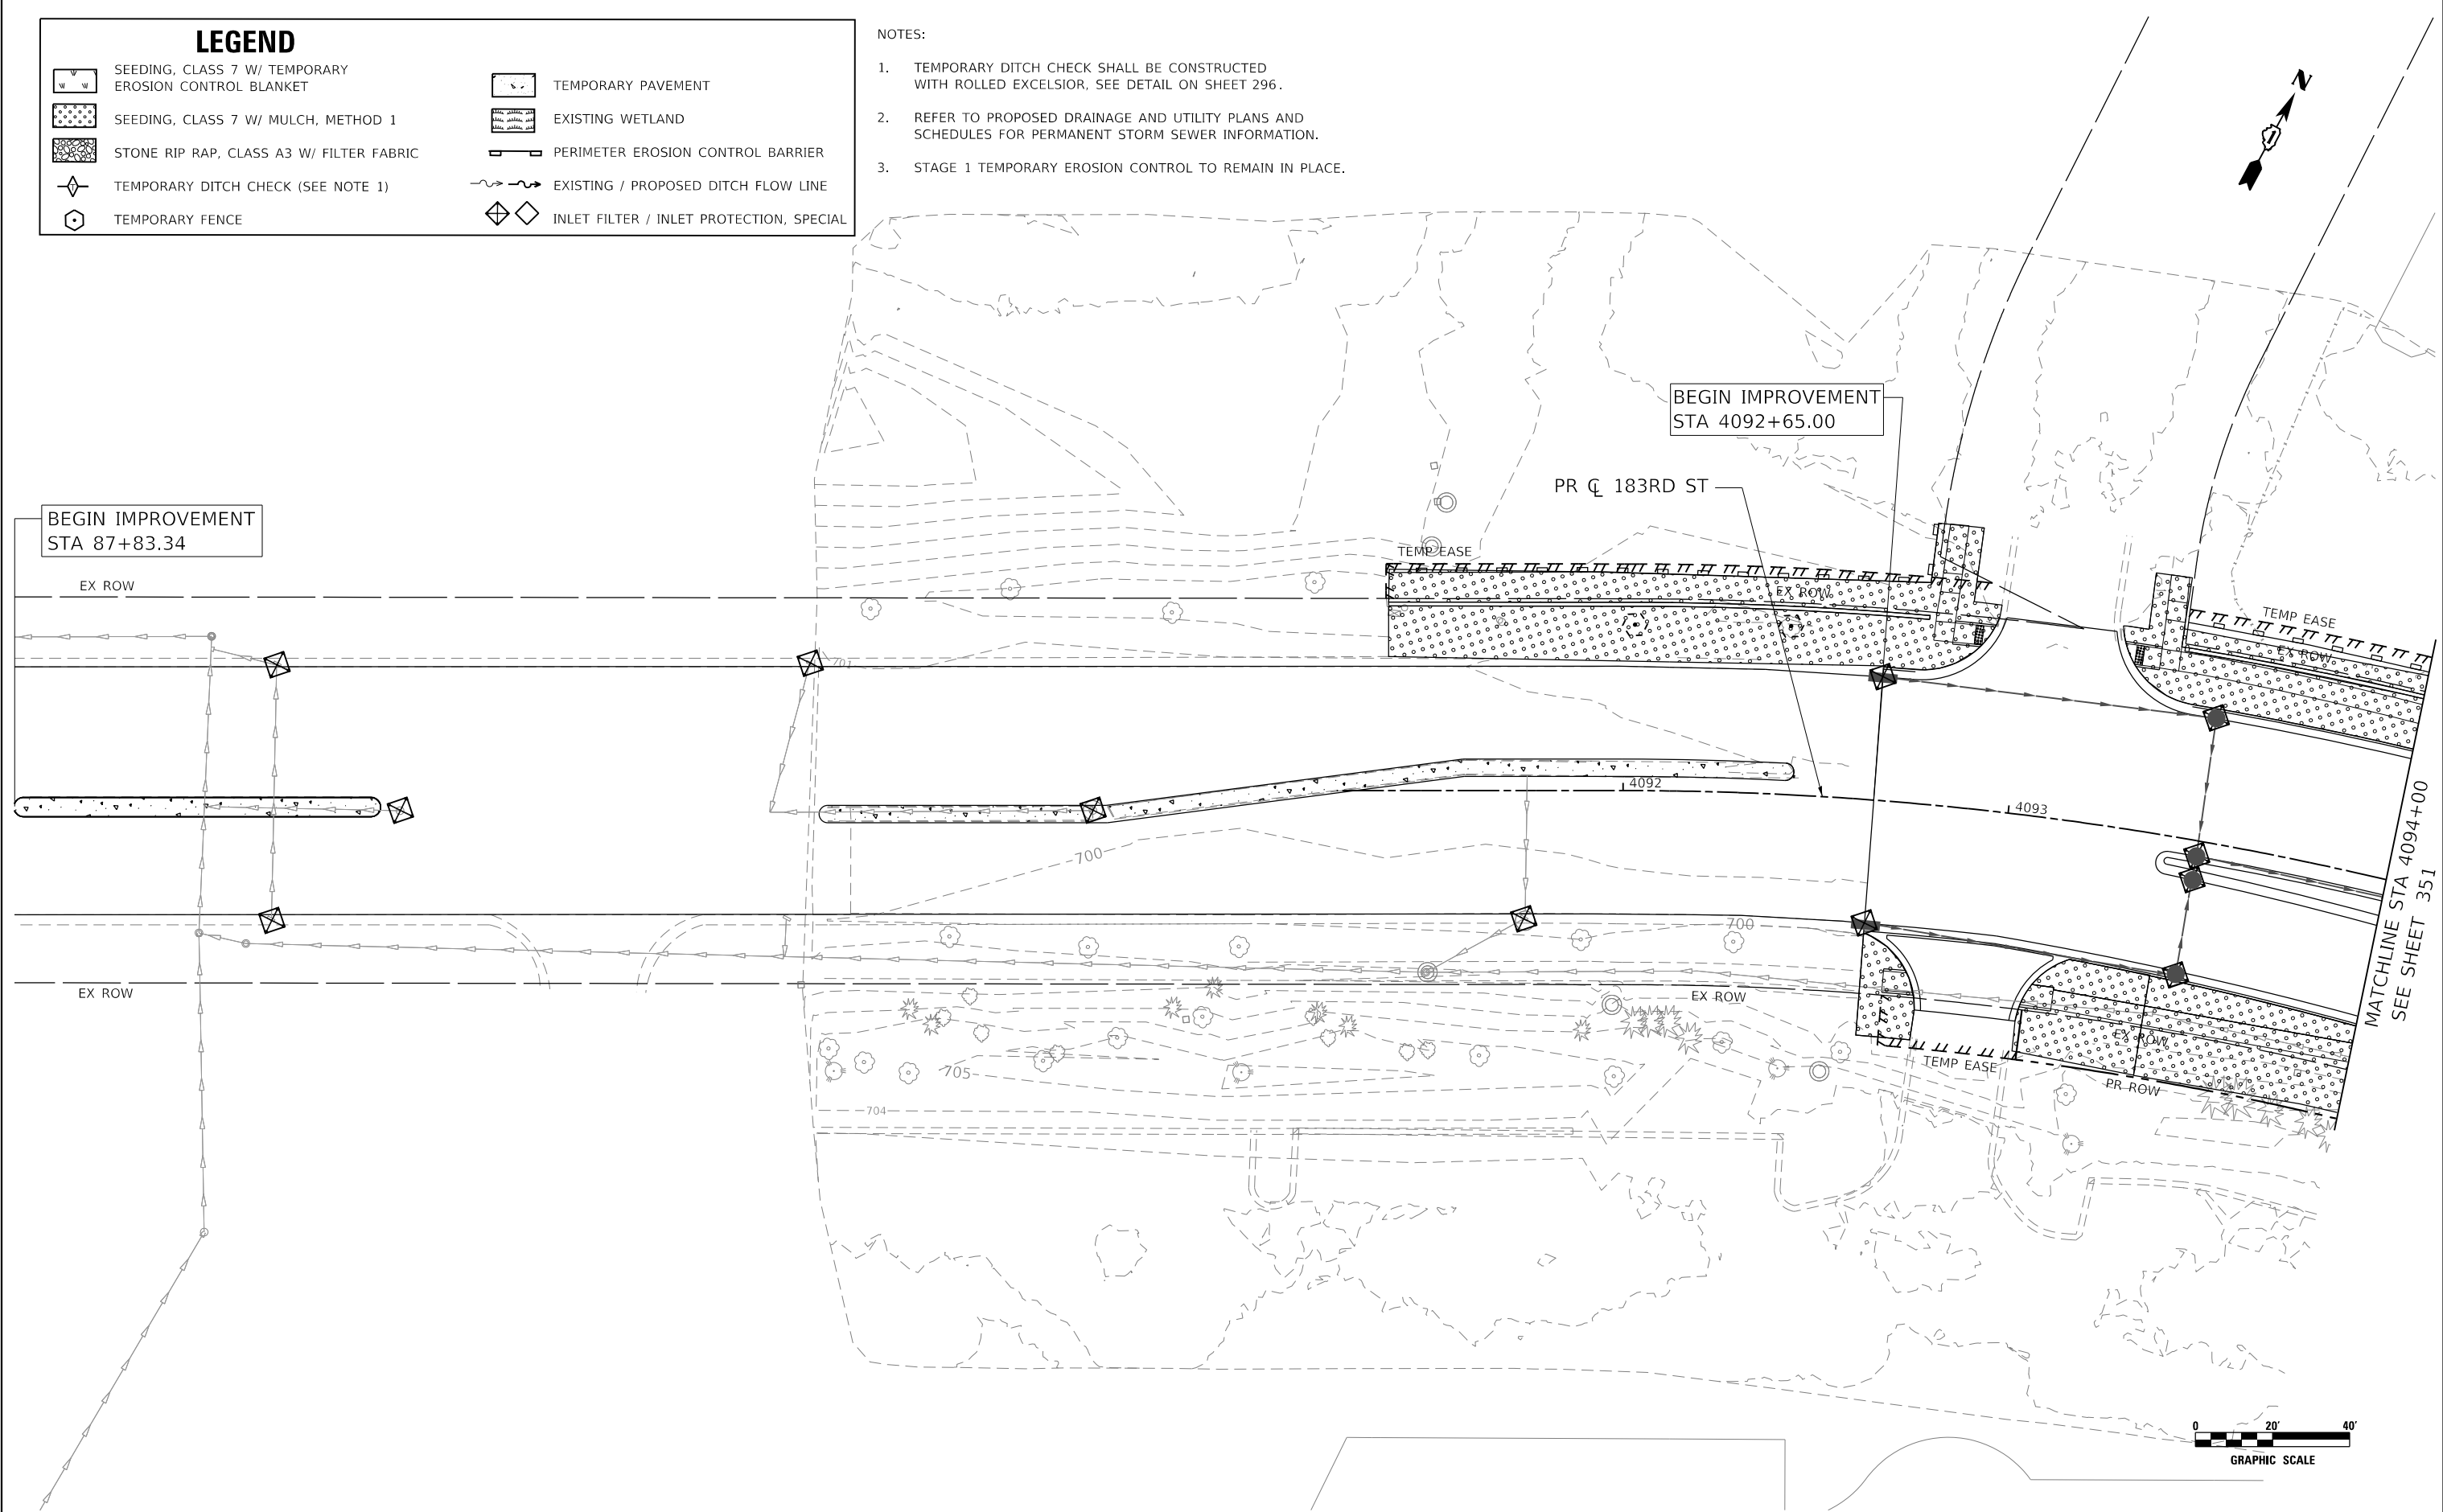 LEGEND
SEEDING, CLASS 7 W/ TEMPORARY
EROSION CONTROL BLANKET
SEEDING, CLASS 7 W/ MULCH, METHOD 1
STONE RIP RAP, CLASS A3 W/ FILTER FABRIC
TEMPORARY DITCH CHECK (SEE NOTE 1)
TEMPORARY FENCE
TEMPORARY PAVEMENT
EXISTING WETLAND
PERIMETER EROSION CONTROL BARRIER
EXISTING / PROPOSED DITCH FLOW LINE
INLET FILTER / INLET PROTECTION, SPECIAL
NOTES:
1. TEMPORARY DITCH CHECK SHALL BE CONSTRUCTED
WITH ROLLED EXCELSIOR, SEE DETAIL ON SHEET 296.
2. REFER TO PROPOSED DRAINAGE AND UTILITY PLANS AND
SCHEDULES FOR PERMANENT STORM SEWER INFORMATION.
3. STAGE 1 TEMPORARY EROSION CONTROL TO REMAIN IN PLACE.
N
1
BEGIN IMPROVEMENT
STA 4092+65.00
PR ℄ 183RD ST
BEGIN IMPROVEMENT
STA 87+83.34
EX ROW
TEMP EASE
EX ROW
TEMP EASE
EX ROW
701
4092
4093
700
700
EX ROW
EX ROW
EX ROW
TEMP EASE
PR ROW
705
704
MATCHLINE STA 4094+00
SEE SHEET 351
0 20' 40'
GRAPHIC SCALE